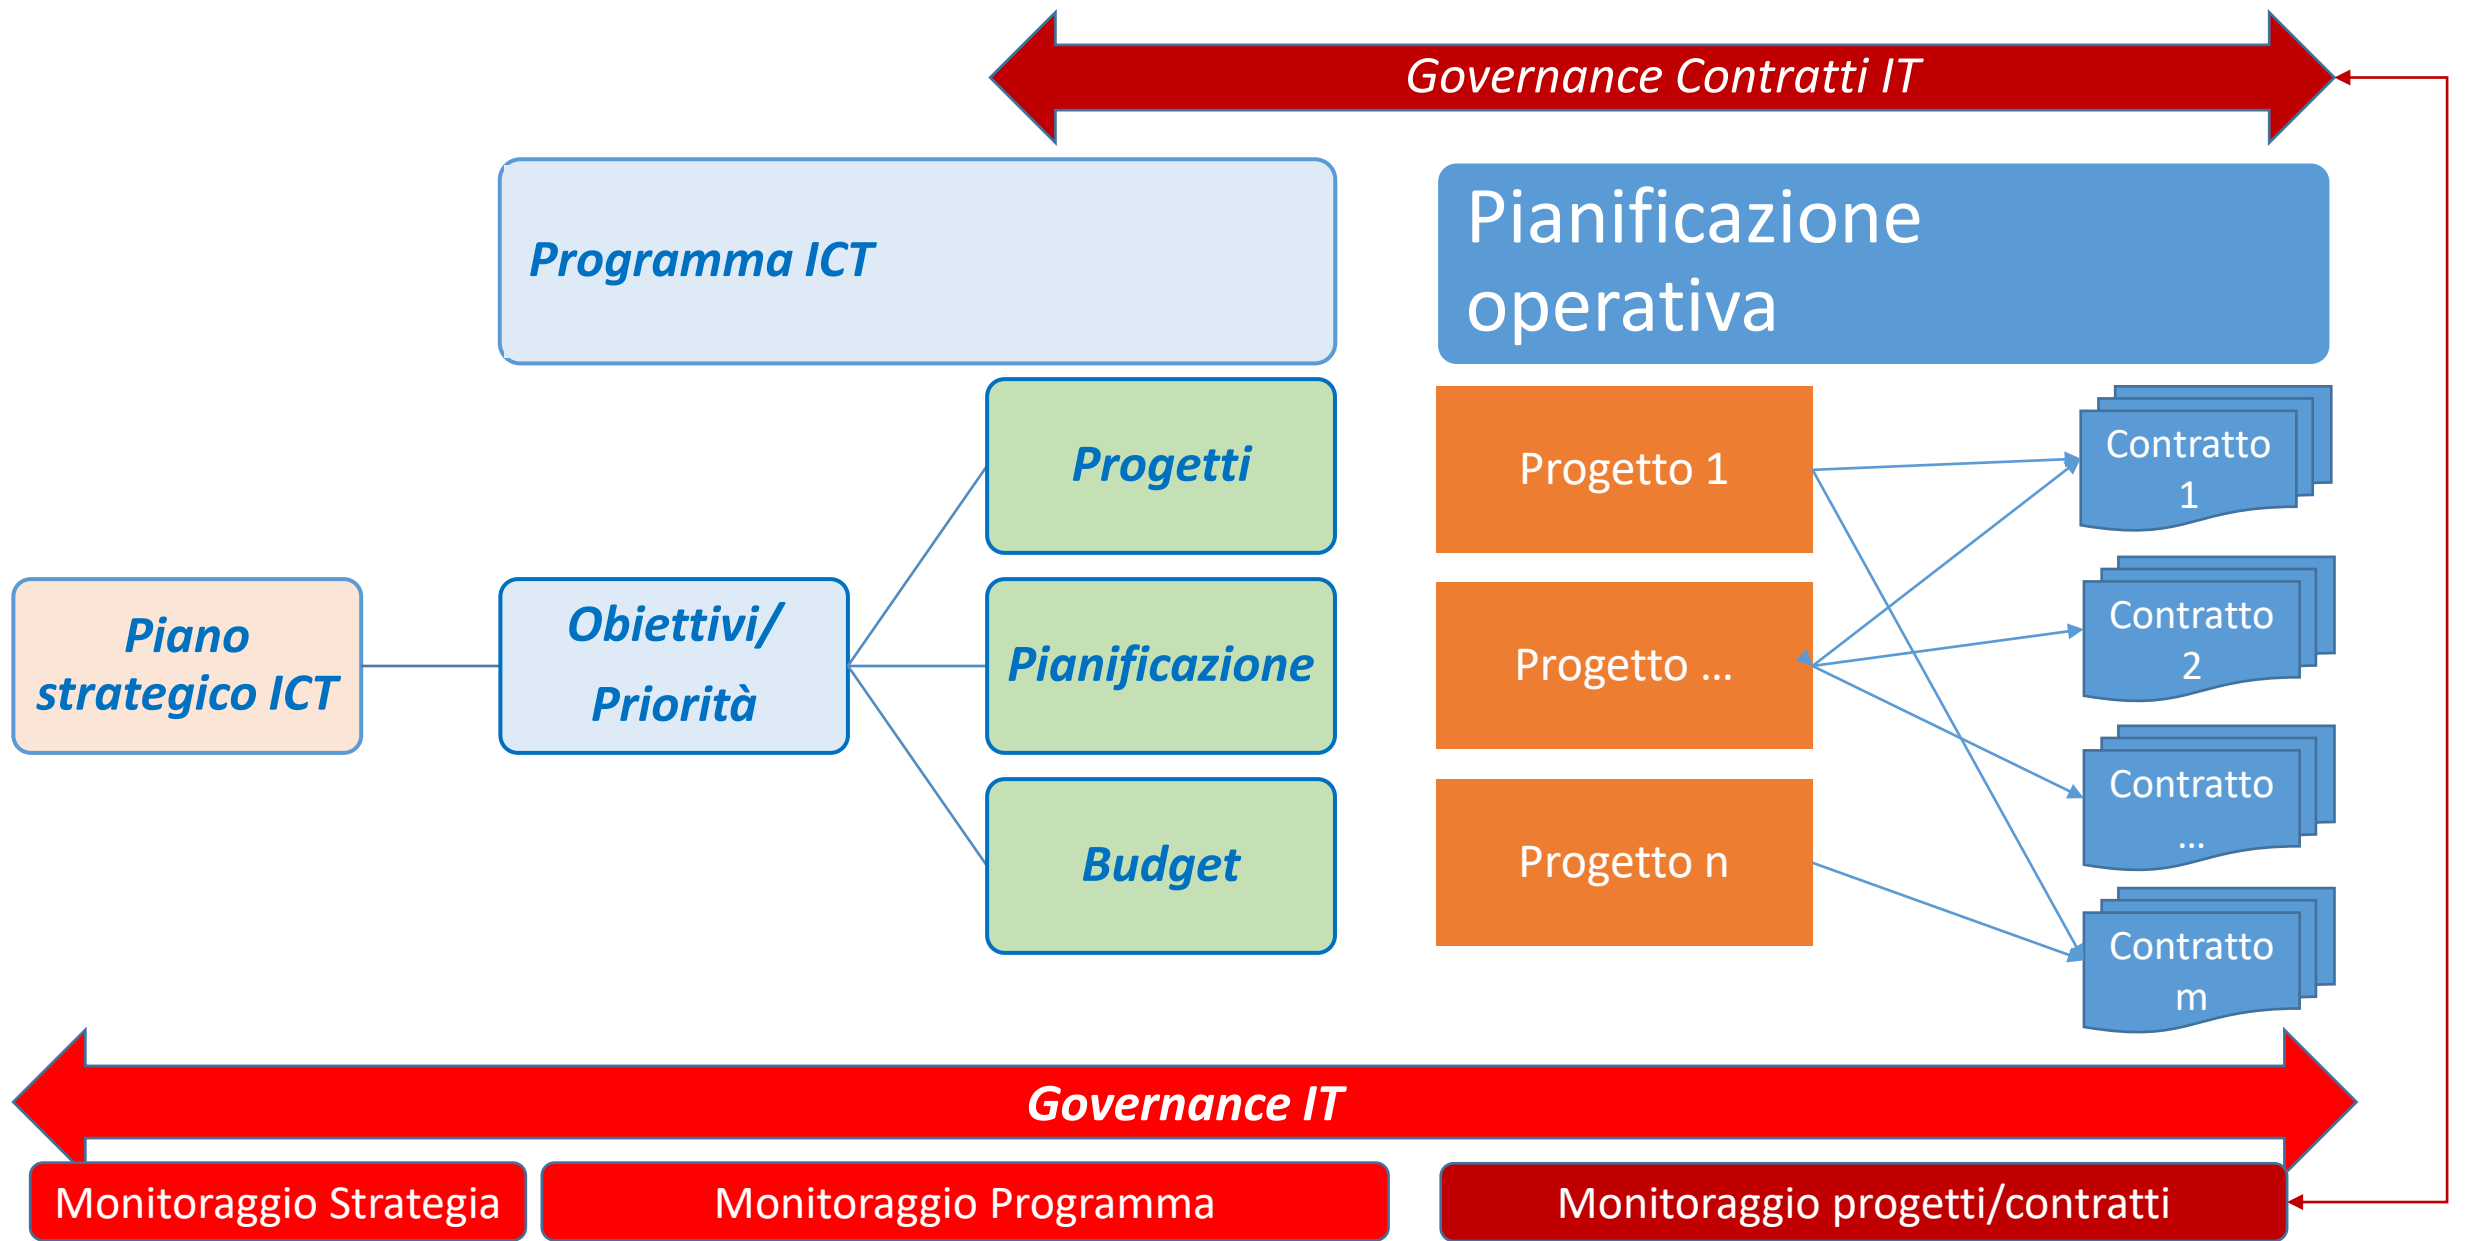 Governance Contratti IT
Programma ICT
Pianificazione
operativa
Progetti
Progetto 1
Contratto
1
Piano
strategico ICT
Obiettivi/
Priorità
Pianificazione
Progetto ...
Contratto
2
Contratto
...
Budget
Progetto n
Contratto
m
Governance IT
Monitoraggio Strategia
Monitoraggio Programma
Monitoraggio progetti/contratti